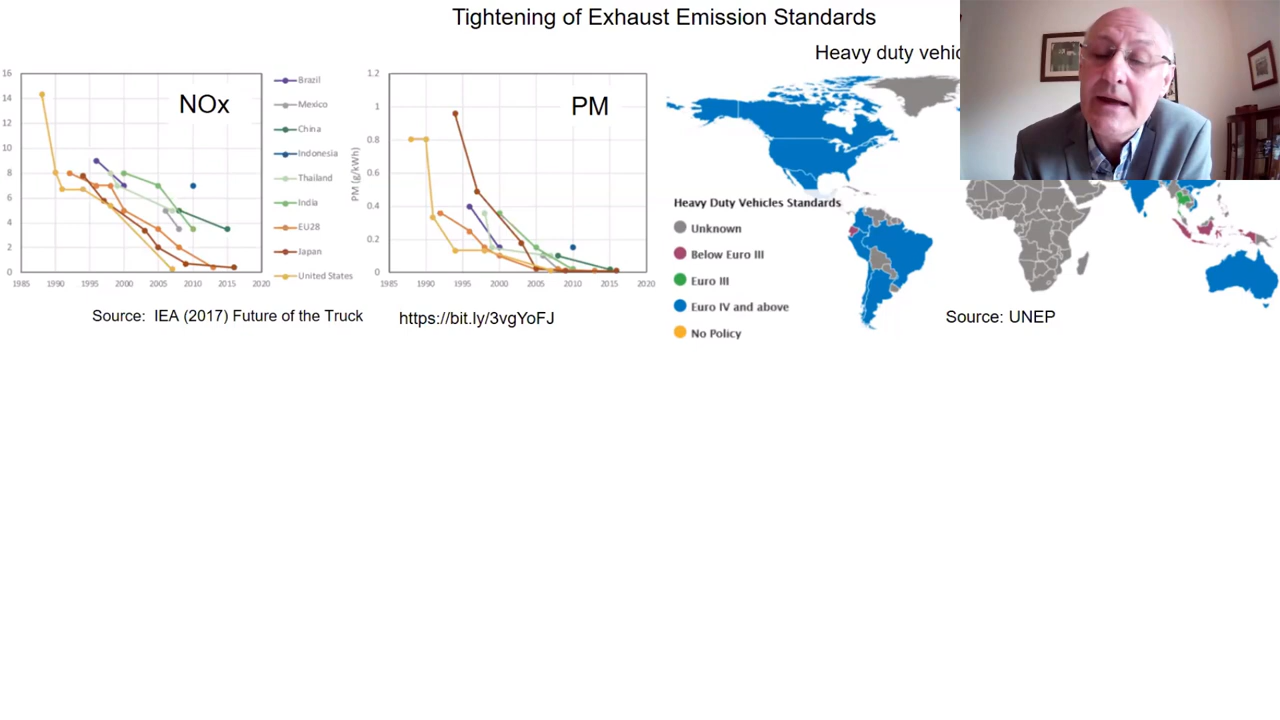 Tightening of Exhaust Emission Standards
Heavy duty vehic
16
14
12
10
8
6
4
2
0
NOx
1985
1990
1995
2000
2005
2010
2015
2020
Brazil
Mexico
China
Indonesia
Thailand
India
EU28
Japan
United States
PM (g/kWh)
1.2
1
0.8
0.6
0.4
0.2
0
PM
1985
1990
1995
2000
2005
2010
2015
2020
Source: IEA (2017) Future of the Truck
https://bit.ly/3vgYoFJ
Heavy Duty Vehicles Standards
Unknown
Below Euro III
Euro III
Euro IV and above
No Policy
Source: UNEP